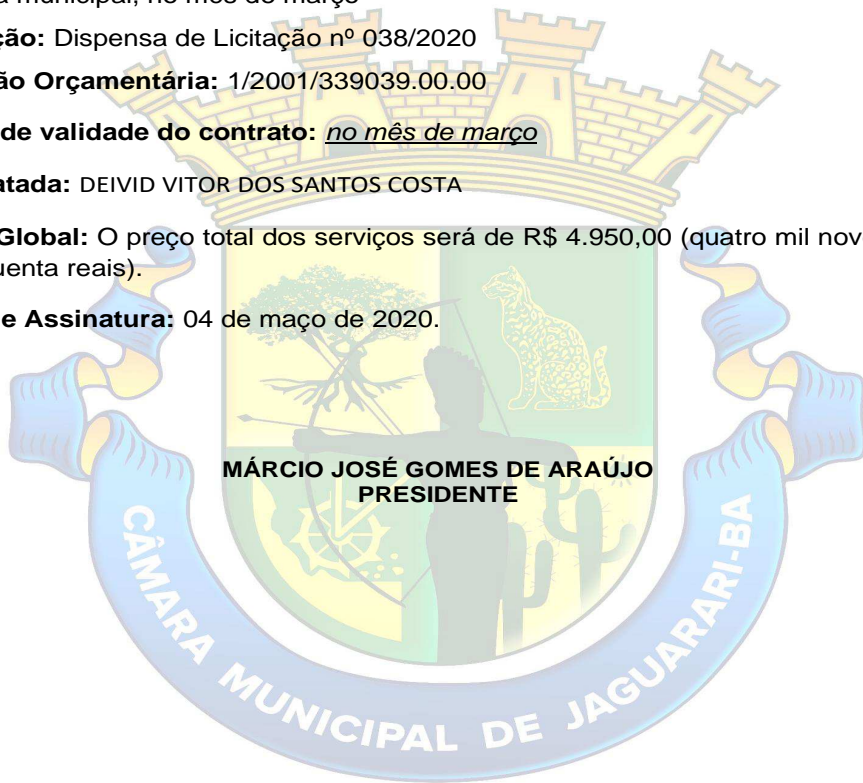 a municipal, no mês de março
ção: Dispensa de Licitação nº 038/2020
ão Orçamentária: 1/2001/339039.00.00
de validade do contrato: no mês de março
atada: DEIVID VITOR DOS SANTOS COSTA
Global: O preço total dos serviços será de R$ 4.950,00 (quatro mil nov
uenta reais).
e Assinatura: 04 de maço de 2020.
MÁRCIO JOSÉ GOMES DE ARAÚJO
PRESIDENTE
CÂMARA MUNICIPAL DE JAGUARARI-BA